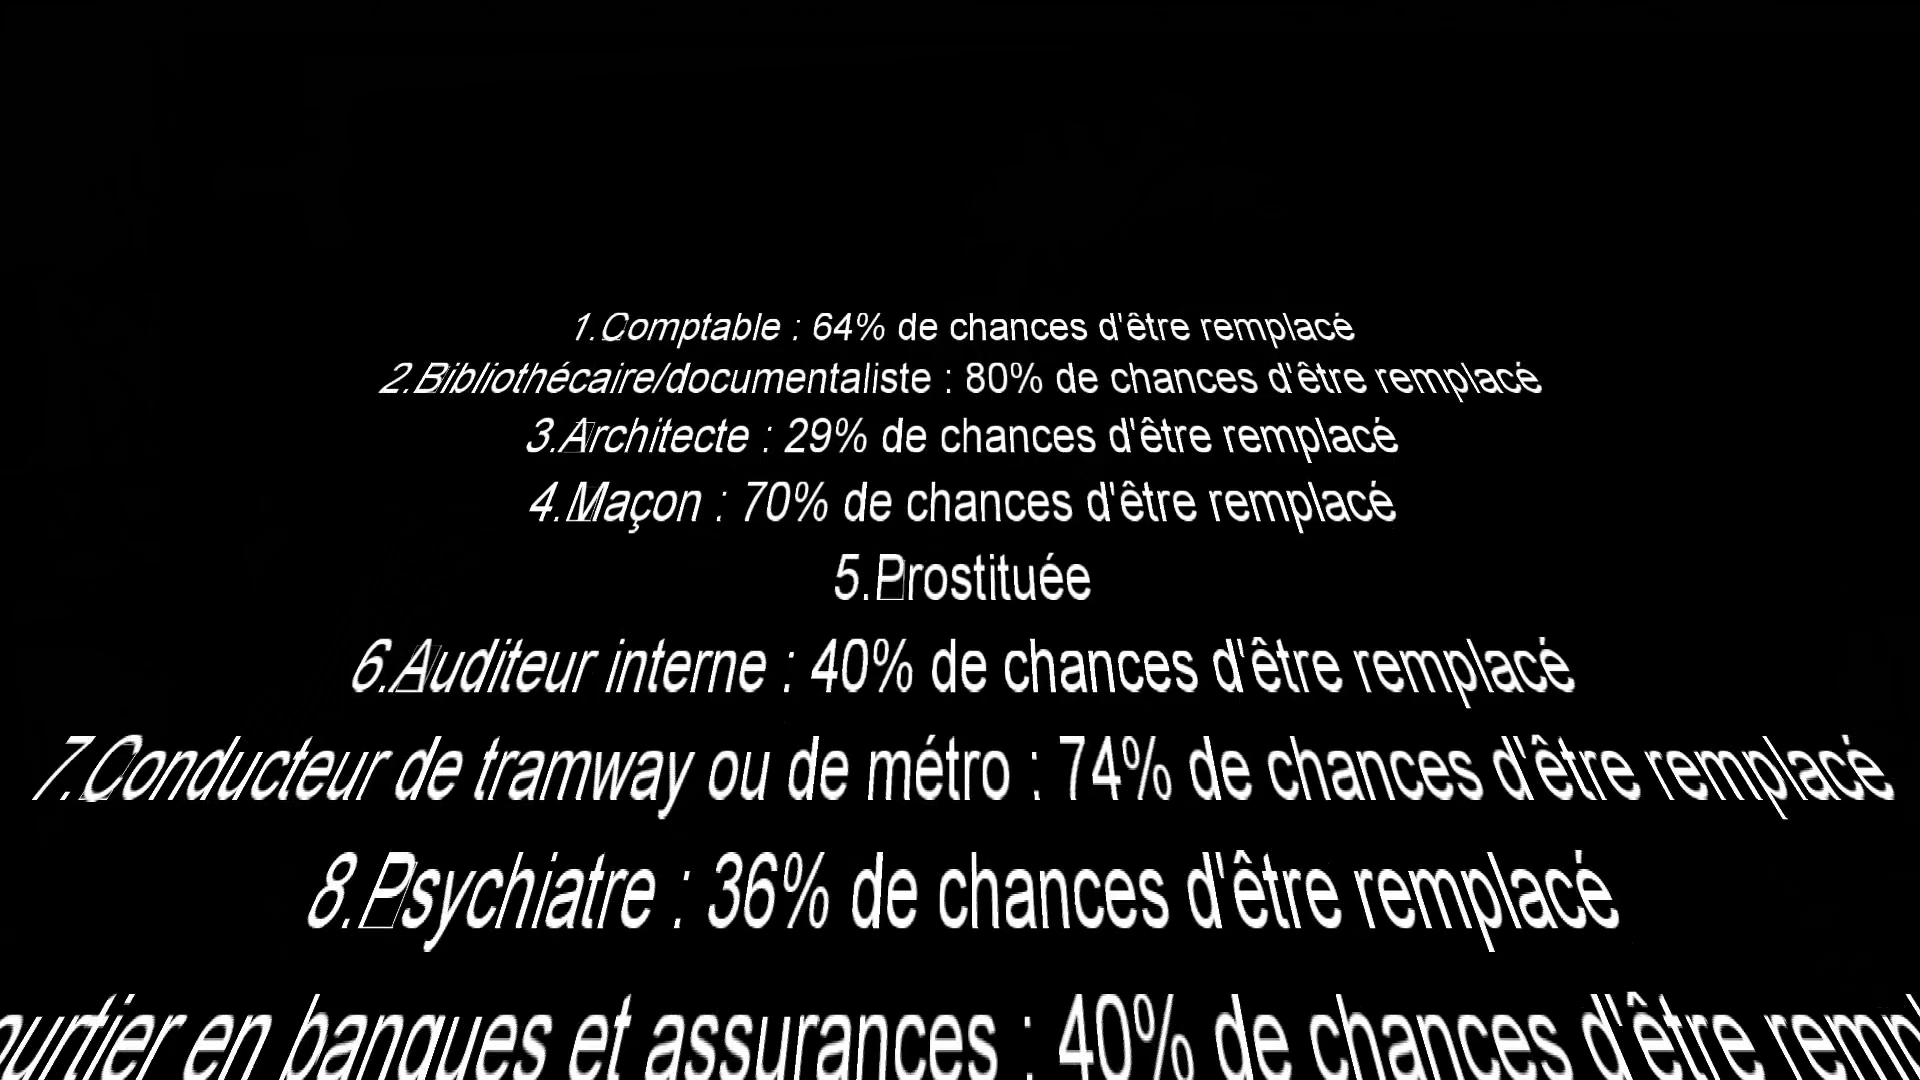 1.Comptable : 64% de chances d'être remplacé
2.Bibliothécaire/documentaliste : 80% de chances d'être remplacé
3.Architecte : 29% de chances d'être remplacé
4.Maçon : 70% de chances d'être remplacé
5.Prostituée
6.Auditeur interne : 40% de chances d'être remplacé
7.Conducteur de tramway ou de métro : 74% de chances d'être remplacé
8.Psychiatre : 36% de chances d'être remplacé
en banques et assurances : 40% de chances d'être